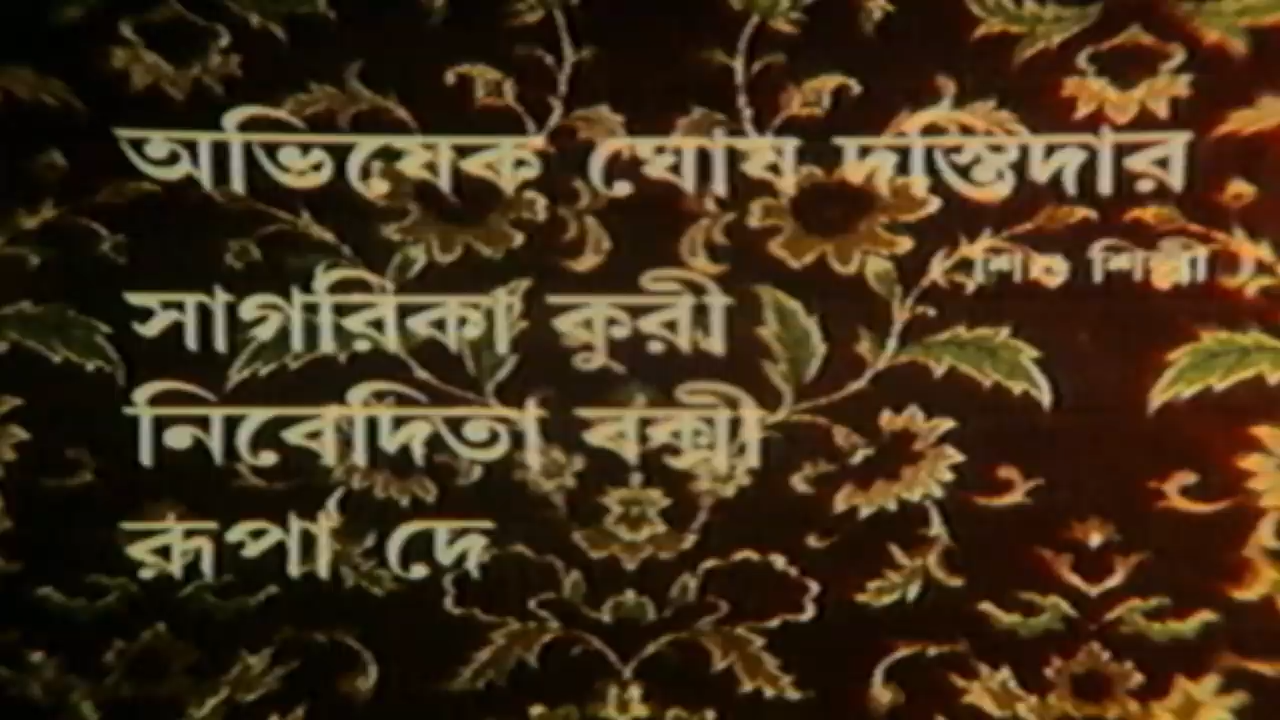 অভিষেক ঘোষ দস্তিদার
( শিশু শিল্পী )
সাগরিকা কুরী
নিবেদিতা বক্সী
রূপা দে